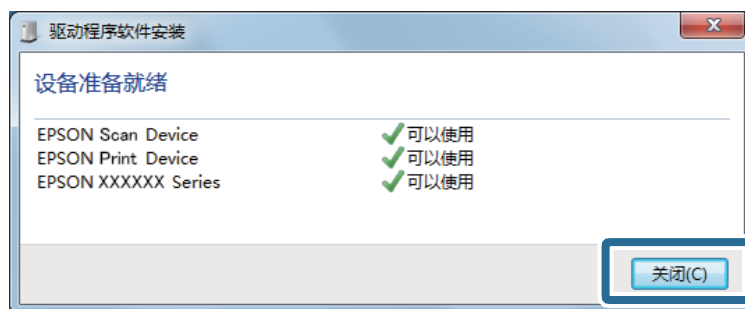 驱动程序软件安装
设备准备就绪
EPSON Scan Device 可以使用
EPSON Print Device 可以使用
EPSON XXXXXX Series 可以使用
关闭(C)